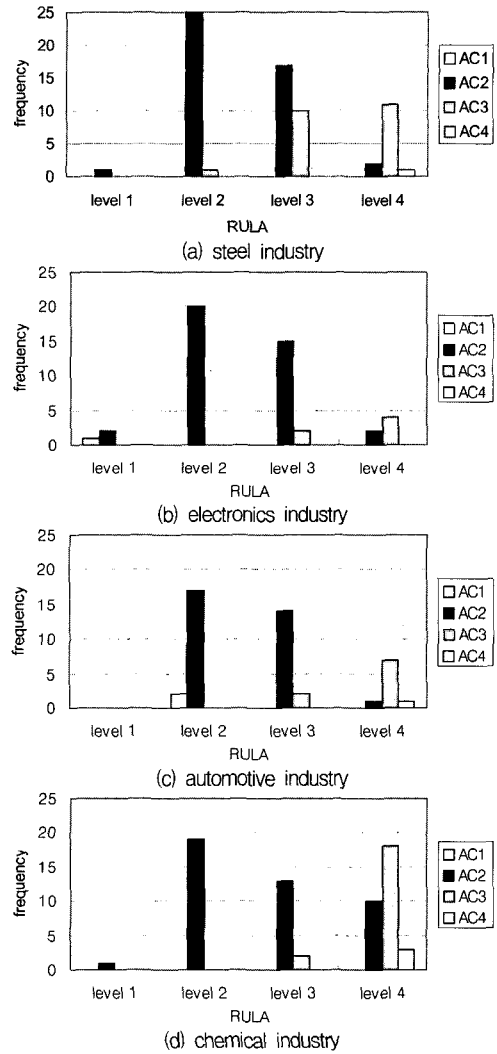 25
20
15
10
5
0
frequency
level 1 level 2 level 3 level 4
RULA
AC1
AC2
AC3
AC4
(a) steel industry
25
20
15
10
5
0
frequency
level 1 level 2 level 3 level 4
RULA
AC1
AC2
AC3
AC4
(b) electronics industry
25
20
15
10
5
0
frequency
level 1 level 2 level 3 level 4
RULA
AC1
AC2
AC3
AC4
(c) automotive industry
25
20
15
10
5
0
frequency
level 1 level 2 level 3 level 4
RULA
AC1
AC2
AC3
AC4
(d) chemical industry